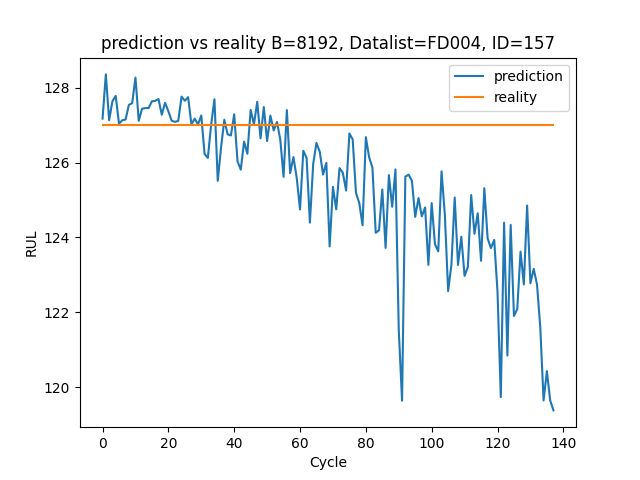 prediction vs reality B=8192, Datalist=FD004, ID=157
prediction
reality
128
126
124
122
120
RUL
0 20 40 60 80 100 120 140
Cycle